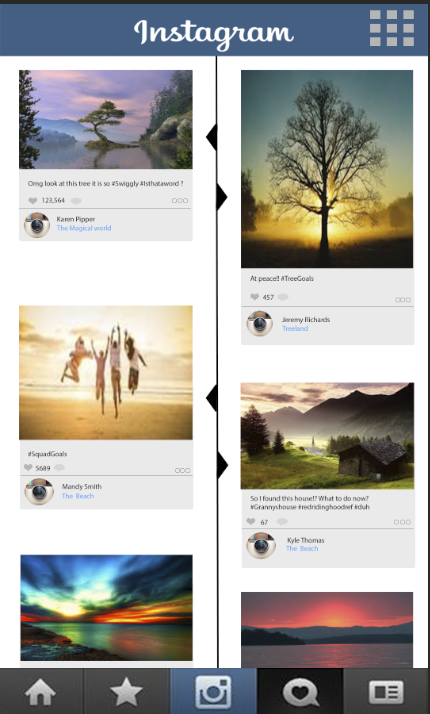 Instagram
Omg look at this tree it is so #Swiggly #Isthataword ?
123,564
Karen Pipper
The Magical world
At peace!! #TreeGoals
457
Jeremy Richards
Treeland
#SquadGoals
5689
Mandy Smith
The Beach
So I found this house!? What to do now?
#Grannyshouse #redridinghoodref #duh
67
Kyle Thomas
The Beach